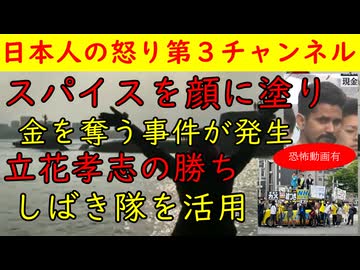 日本人の怒り第3チャンネル
現金
スパイスを顔に塗り
金を奪う事件が発生
恐怖動画有
立花孝志の勝ち
しばき隊を活用